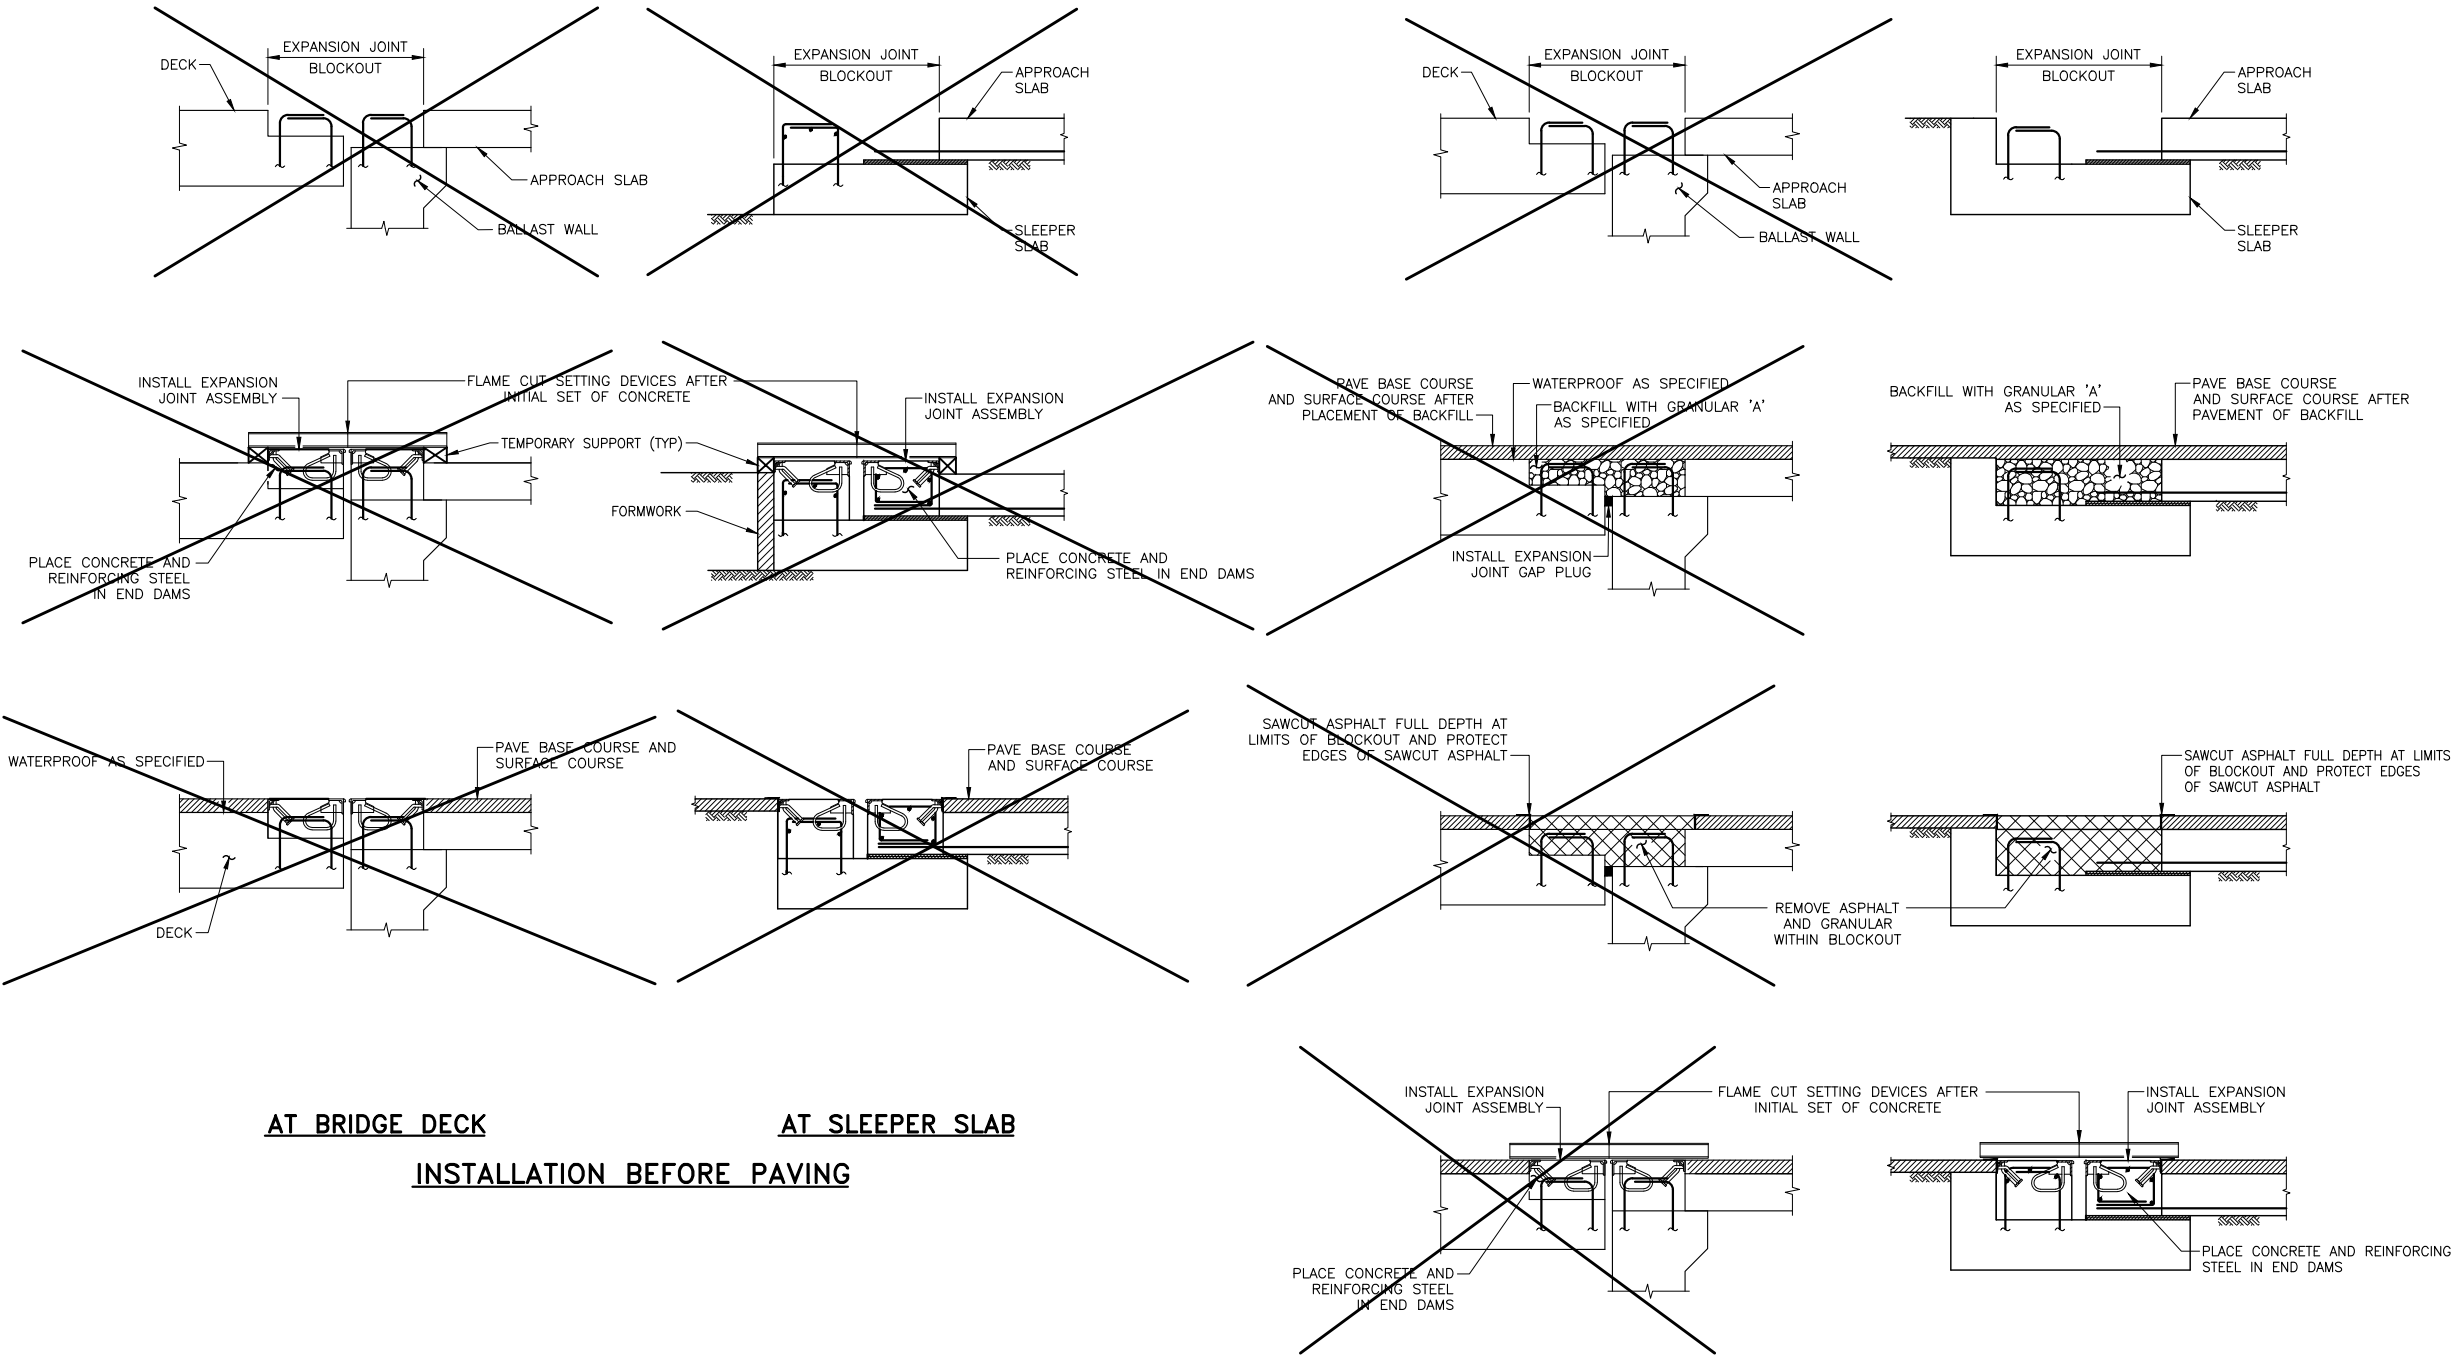 EXPANSION JOINT
BLOCKOUT
DECK
APPROACH SLAB
BALLAST WALL
EXPANSION JOINT
BLOCKOUT
APPROACH
SLAB
SLEEPER
SLAB
EXPANSION JOINT
BLOCKOUT
DECK
APPROACH
SLAB
BALLAST WALL
EXPANSION JOINT
BLOCKOUT
APPROACH
SLAB
SLEEPER
SLAB
INSTALL EXPANSION
JOINT ASSEMBLY
FLAME CUT SETTING DEVICES AFTER
INITIAL SET OF CONCRETE
TEMPORARY SUPPORT (TYP)
PLACE CONCRETE AND
REINFORCING STEEL
IN END DAMS
INSTALL EXPANSION
JOINT ASSEMBLY
FORMWORK
PLACE CONCRETE AND
REINFORCING STEEL IN END DAMS
PAVE BASE COURSE
AND SURFACE COURSE AFTER
PLACEMENT OF BACKFILL
WATERPROOF AS SPECIFIED
BACKFILL WITH GRANULAR 'A'
AS SPECIFIED
INSTALL EXPANSION
JOINT GAP PLUG
BACKFILL WITH GRANULAR 'A'
AS SPECIFIED
PAVE BASE COURSE
AND SURFACE COURSE AFTER
PAVEMENT OF BACKFILL
WATERPROOF AS SPECIFIED
PAVE BASE COURSE AND
SURFACE COURSE
DECK
PAVE BASE COURSE
AND SURFACE COURSE
SAWCUT ASPHALT FULL DEPTH AT
LIMITS OF BLOCKOUT AND PROTECT
EDGES OF SAWCUT ASPHALT
REMOVE ASPHALT
AND GRANULAR
WITHIN BLOCKOUT
SAWCUT ASPHALT FULL DEPTH AT LIMITS
OF BLOCKOUT AND PROTECT EDGES
OF SAWCUT ASPHALT
AT BRIDGE DECK
AT SLEEPER SLAB
INSTALLATION BEFORE PAVING
INSTALL EXPANSION
JOINT ASSEMBLY
FLAME CUT SETTING DEVICES AFTER
INITIAL SET OF CONCRETE
INSTALL EXPANSION
JOINT ASSEMBLY
PLACE CONCRETE AND
REINFORCING STEEL
IN END DAMS
PLACE CONCRETE AND REINFORCING
STEEL IN END DAMS